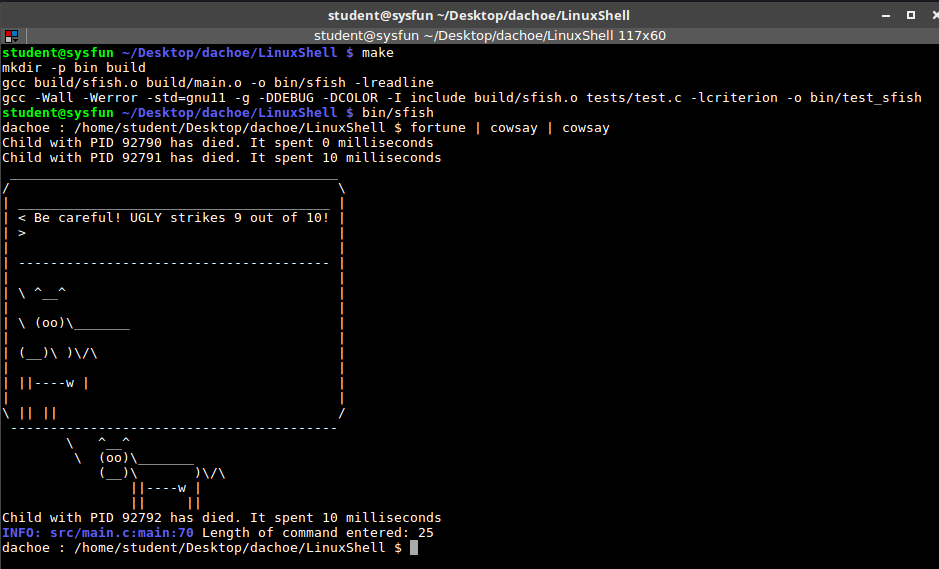 student@sysfun ~/Desktop/dachoe/LinuxShell
student@sysfun ~/Desktop/dachoe/LinuxShell 117x60
student@sysfun ~/Desktop/dachoe/LinuxShell $ make
mkdir -p bin build
gcc build/sfish.o build/main.o -o bin/sfish -lreadline
gcc -Wall -Werror -std=gnu11 -g -DDEBUG -DCOLOR -I include build/sfish.o tests/test.c -lcriterion -o bin/test_sfish
student@sysfun ~/Desktop/dachoe/LinuxShell $ bin/sfish
dachoe : /home/student/Desktop/dachoe/LinuxShell $ fortune | cowsay | cowsay
Child with PID 92790 has died. It spent 0 milliseconds
Child with PID 92791 has died. It spent 10 milliseconds
 _________________________________________
/                                         \
| _______________________________________ |
| < Be careful! UGLY strikes 9 out of 10! |
| >                                       |
|                                         |
| --------------------------------------- |
|                                         |
| \ ^__^                                  |
|                                         |
| \ (oo)\_______                          |
|                                         |
| (__)\ )\/\                              |
|                                         |
| ||----w |                               |
|                                         |
\ || ||                                   /
 -----------------------------------------
        \   ^__^
         \  (oo)\_______
            (__)\       )\/\
                ||----w |
                ||     ||
Child with PID 92792 has died. It spent 10 milliseconds
INFO: src/main.c:main:70 Length of command entered: 25
dachoe : /home/student/Desktop/dachoe/LinuxShell $